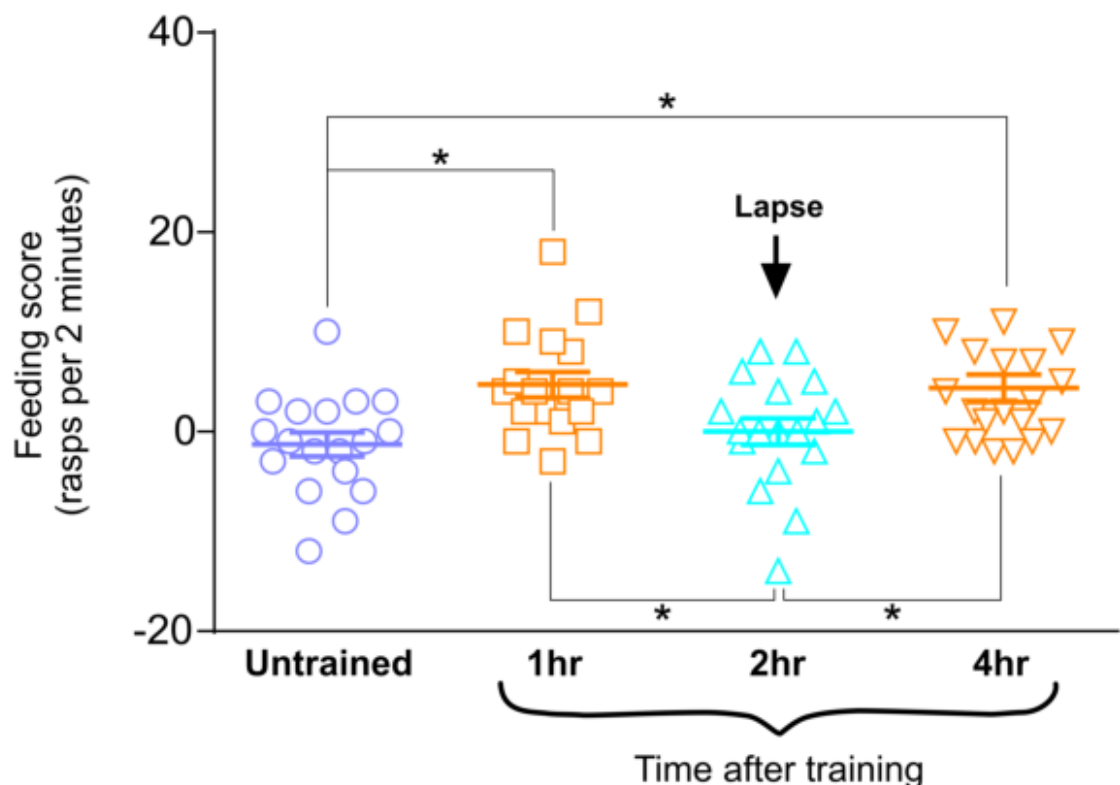 40
20
0
-20
Feeding score
(rasps per 2 minutes)
*
*
Lapse
*
*
Untrained
1hr
2hr
4hr
Time after training